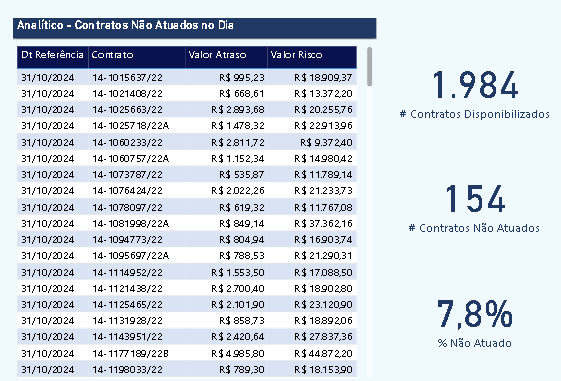 Analítico - Contratos Não Atuados no Dia
Dt Referência Contrato Valor Atraso Valor Risco
31/10/2024 14-1015637/22 R$ 995,23 R$ 18.909,37
31/10/2024 14-1021408/22 R$ 668,61 R$ 13.372,20
31/10/2024 14-1025663/22 R$ 2.893,68 R$ 20.255,76
31/10/2024 14-1025718/22A R$ 1.478,32 R$ 22.913,96
31/10/2024 14-1060233/22 R$ 2.811,72 R$ 9.372,40
31/10/2024 14-1060757/22A R$ 1.152,34 R$ 14.980,42
31/10/2024 14-1073787/22 R$ 535,87 R$ 11.789,14
31/10/2024 14-1076424/22 R$ 2.022,26 R$ 21.233,73
31/10/2024 14-1078097/22 R$ 619,32 R$ 11.767,08
31/10/2024 14-1081998/22A R$ 849,14 R$ 37.362,16
31/10/2024 14-1094773/22 R$ 804,94 R$ 16.903,74
31/10/2024 14-1095697/22A R$ 788,53 R$ 21.290,31
31/10/2024 14-1114952/22 R$ 1.553,50 R$ 17.088,50
31/10/2024 14-1121438/22 R$ 2.700,40 R$ 18.902,80
31/10/2024 14-1125465/22 R$ 2.101,90 R$ 23.120,90
31/10/2024 14-1131928/22 R$ 858,73 R$ 18.892,06
31/10/2024 14-1143951/22 R$ 2.420,64 R$ 27.837,36
31/10/2024 14-1177189/22B R$ 4.985,80 R$ 44.872,20
31/10/2024 14-1198033/22 R$ 789,30 R$ 18.153,90
1.984
# Contratos Disponibilizados
154
# Contratos Não Atuados
7,8%
% Não Atuado